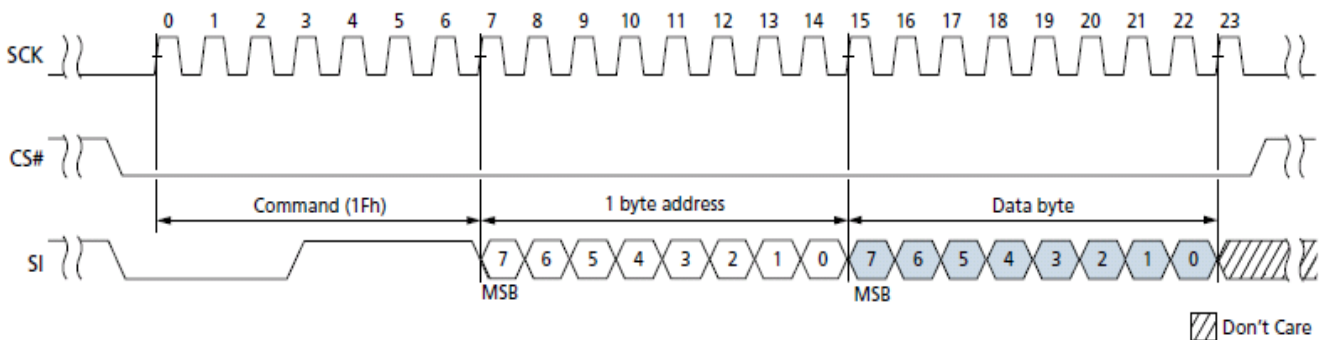 0 1 2 3 4 5 6 7 8 9 10 11 12 13 14 15 16 17 18 19 20 21 22 23
SCK
CS#
Command (1Fh) 1 byte address Data byte
SI 7 6 5 4 3 2 1 0 7 6 5 4 3 2 1 0
MSB MSB
Don't Care